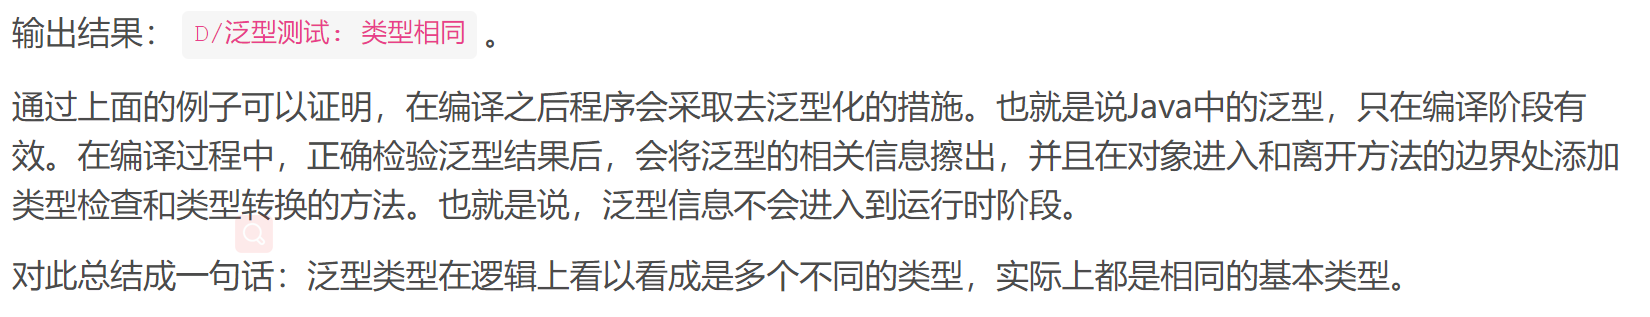 输出结果： D/泛型测试: 类型相同 。
通过上面的例子可以证明，在编译之后程序会采取去泛型化的措施。也就是说Java中的泛型，只在编译阶段有
效。在编译过程中，正确检验泛型结果后，会将泛型的相关信息擦出，并且在对象进入和离开方法的边界处添加
类型检查和类型转换的方法。也就是说，泛型信息不会进入到运行时阶段。
对此总结成一句话：泛型类型在逻辑上看以看成是多个不同的类型，实际上都是相同的基本类型。